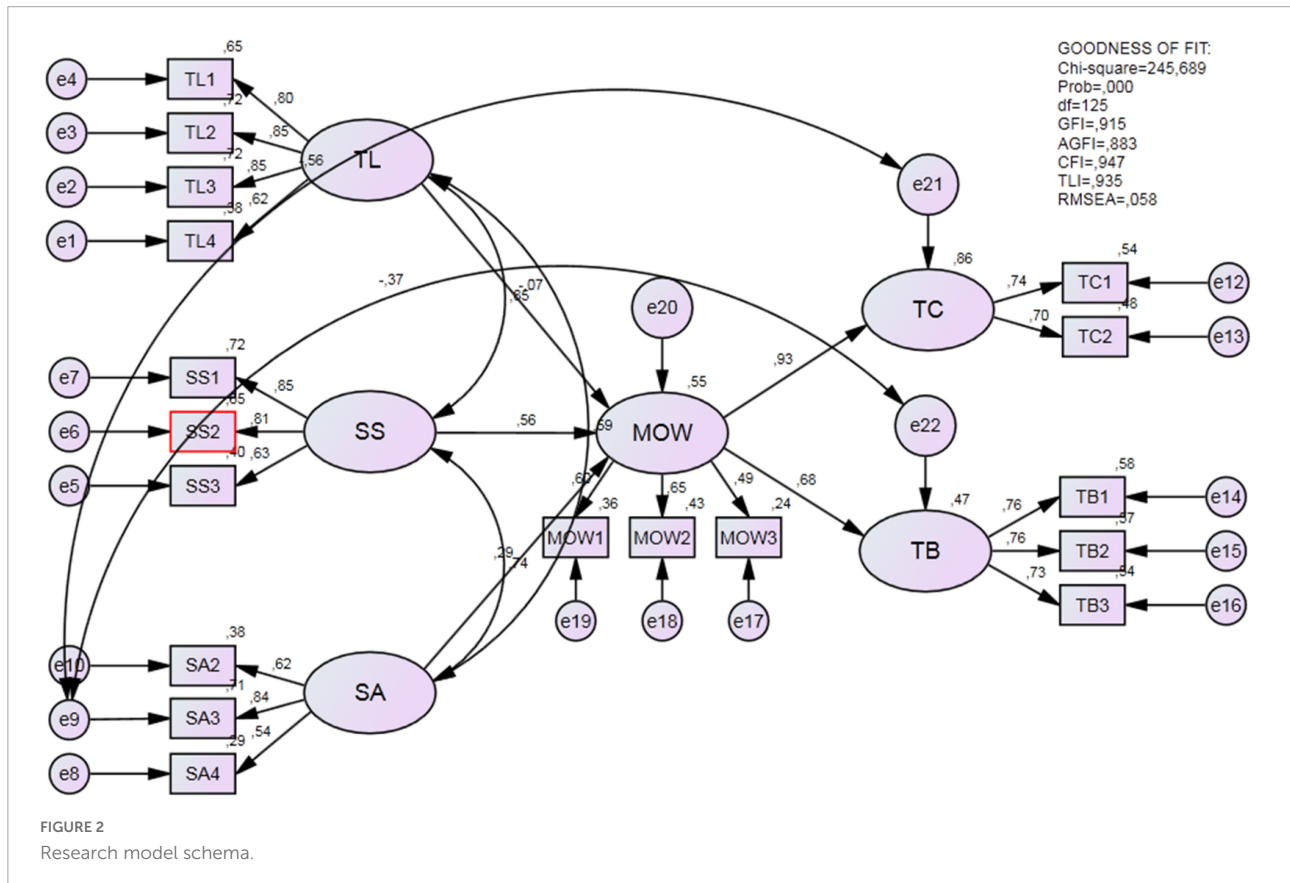 GOODNESS OF FIT:
Chi-square=245,689
Prob=,000
df=125
GFI=,915
AGFI=,883
CFI=,947
TLI=,935
RMSEA=,058
e4
TL1
,65
,80
e3
TL2
,72
,85
e2
TL3
,72
,85
-,56
e1
TL4
,38
,62
TL
e21
,86
TC
,74
TC1
,54
e12
,70
TC2
,48
e13
-,37
-,07
,85
e20
e7
SS1
,72
,85
e6
SS2
,65
,81
e5
SS3
,40
,63
SS
,56
,59
MOW
,55
,93
,68
e22
,47
TB
,76
TB1
,58
e14
,76
TB2
,57
e15
,73
TB3
,54
e16
,60
,65
,49
MOW1
,36
MOW2
,43
MOW3
,24
e19
e18
e17
,29
,74
e10
SA2
,38
,62
e9
SA3
,71
,84
e8
SA4
,29
,54
SA
FIGURE 2
Research model schema.